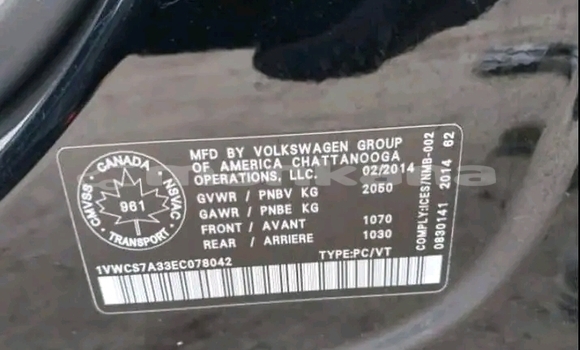 CANADA
CMVSS
NSVAC
961
TRANSPORT
MFD BY VOLKSWAGEN GROUP
OF AMERICA CHATTANOOGA
OPERATIONS, LLC. 02/2014
GVWR / PNBV KG 2050
GAWR / PNBE KG
FRONT / AVANT 1070
REAR / ARRIERE 1030
1VWCS7A33EC078042 TYPE:PC/VT
COMPLY:ICES/NMB-002
0830141 2014 62